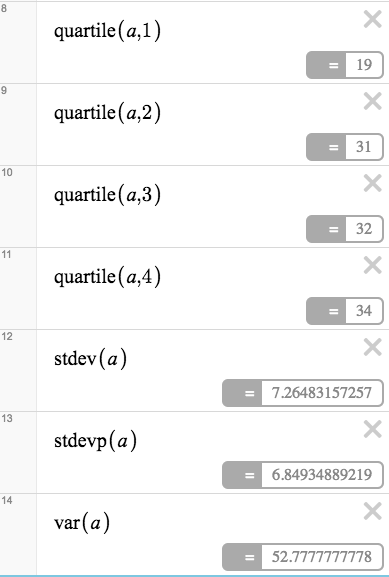 8
quartile(a,1)
= 19
9
quartile(a,2)
= 31
10
quartile(a,3)
= 32
11
quartile(a,4)
= 34
12
stdev(a)
= 7.26483157257
13
stdevp(a)
= 6.84934889219
14
var(a)
= 52.7777777778